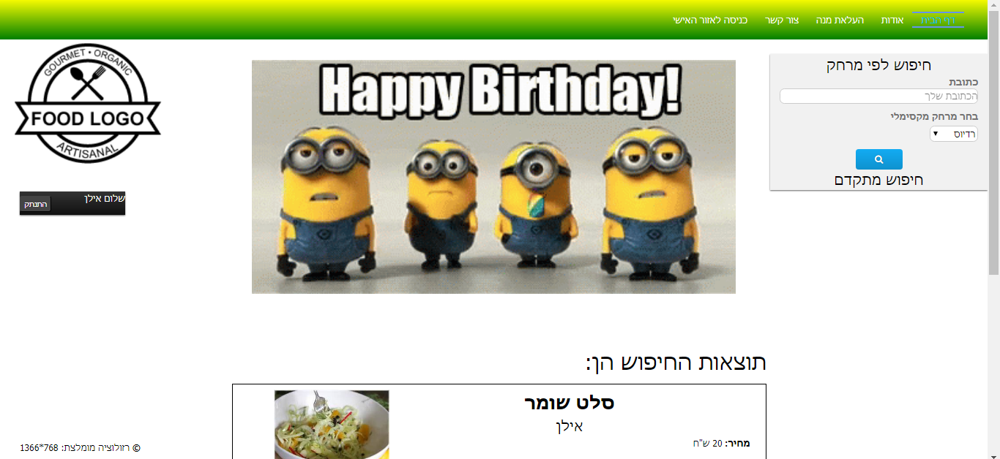 דף הבית
אודות
העלאת מנה
צור קשר
כניסה לאזור האישי
GOURMET • ORGANIC
FOOD LOGO
ARTISANAL
שלום אילן
התנתק
Happy Birthday!
חיפוש לפי מרחק
כתובת
הכתובת שלך
בחר מרחק מקסימלי
רדיוס
חיפוש מתקדם
תוצאות החיפוש הן:
סלט שומר
אילן
מחיר: 20 ש"ח
© רזולוציה מומלצת: 768*1366